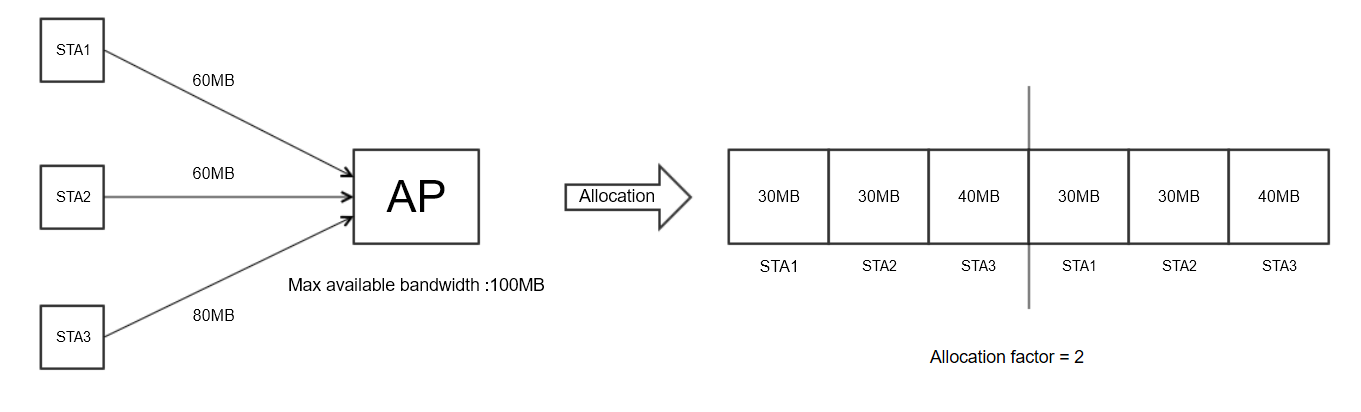 STA1
60MB
STA2
60MB
STA3
80MB
AP
Max available bandwidth :100MB
Allocation
30MB 30MB 40MB 30MB 30MB 40MB
STA1 STA2 STA3 STA1 STA2 STA3
Allocation factor = 2